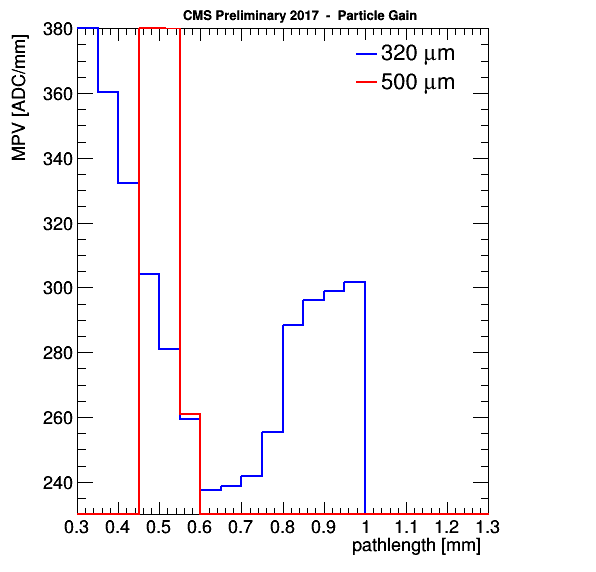 CMS Preliminary 2017 - Particle Gain
MPV [ADC/mm]
320 μm
500 μm
380
360
340
320
300
280
260
240
0.3 0.4 0.5 0.6 0.7 0.8 0.9 1 1.1 1.2 1.3
pathlength [mm]